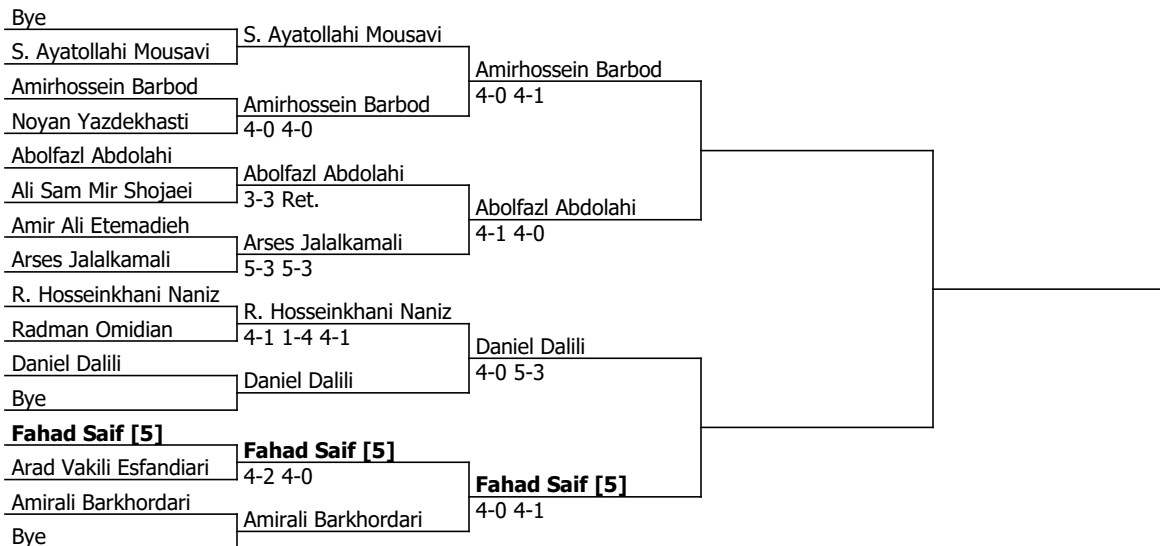 Bye
S. Ayatollahi Mousavi
Amirhossein Barbod
Noyan Yazdekhasti
Abolfazl Abdolahi
Ali Sam Mir Shojaei
Amir Ali Etemadieh
Arses Jalalkamali
R. Hosseinkhani Naniz
Radman Omidian
Daniel Dalili
Bye
Fahad Saif [5]
Arad Vakili Esfandiari
Amirali Barkhordari
Bye
S. Ayatollahi Mousavi
Amirhossein Barbod
4-0 4-0
Abolfazl Abdolahi
3-3 Ret.
Arses Jalalkamali
5-3 5-3
R. Hosseinkhani Naniz
4-1 1-4 4-1
Daniel Dalili
Fahad Saif [5]
4-2 4-0
Amirali Barkhordari
Amirhossein Barbod
4-0 4-1
Abolfazl Abdolahi
4-1 4-0
Daniel Dalili
4-0 5-3
Fahad Saif [5]
4-0 4-1